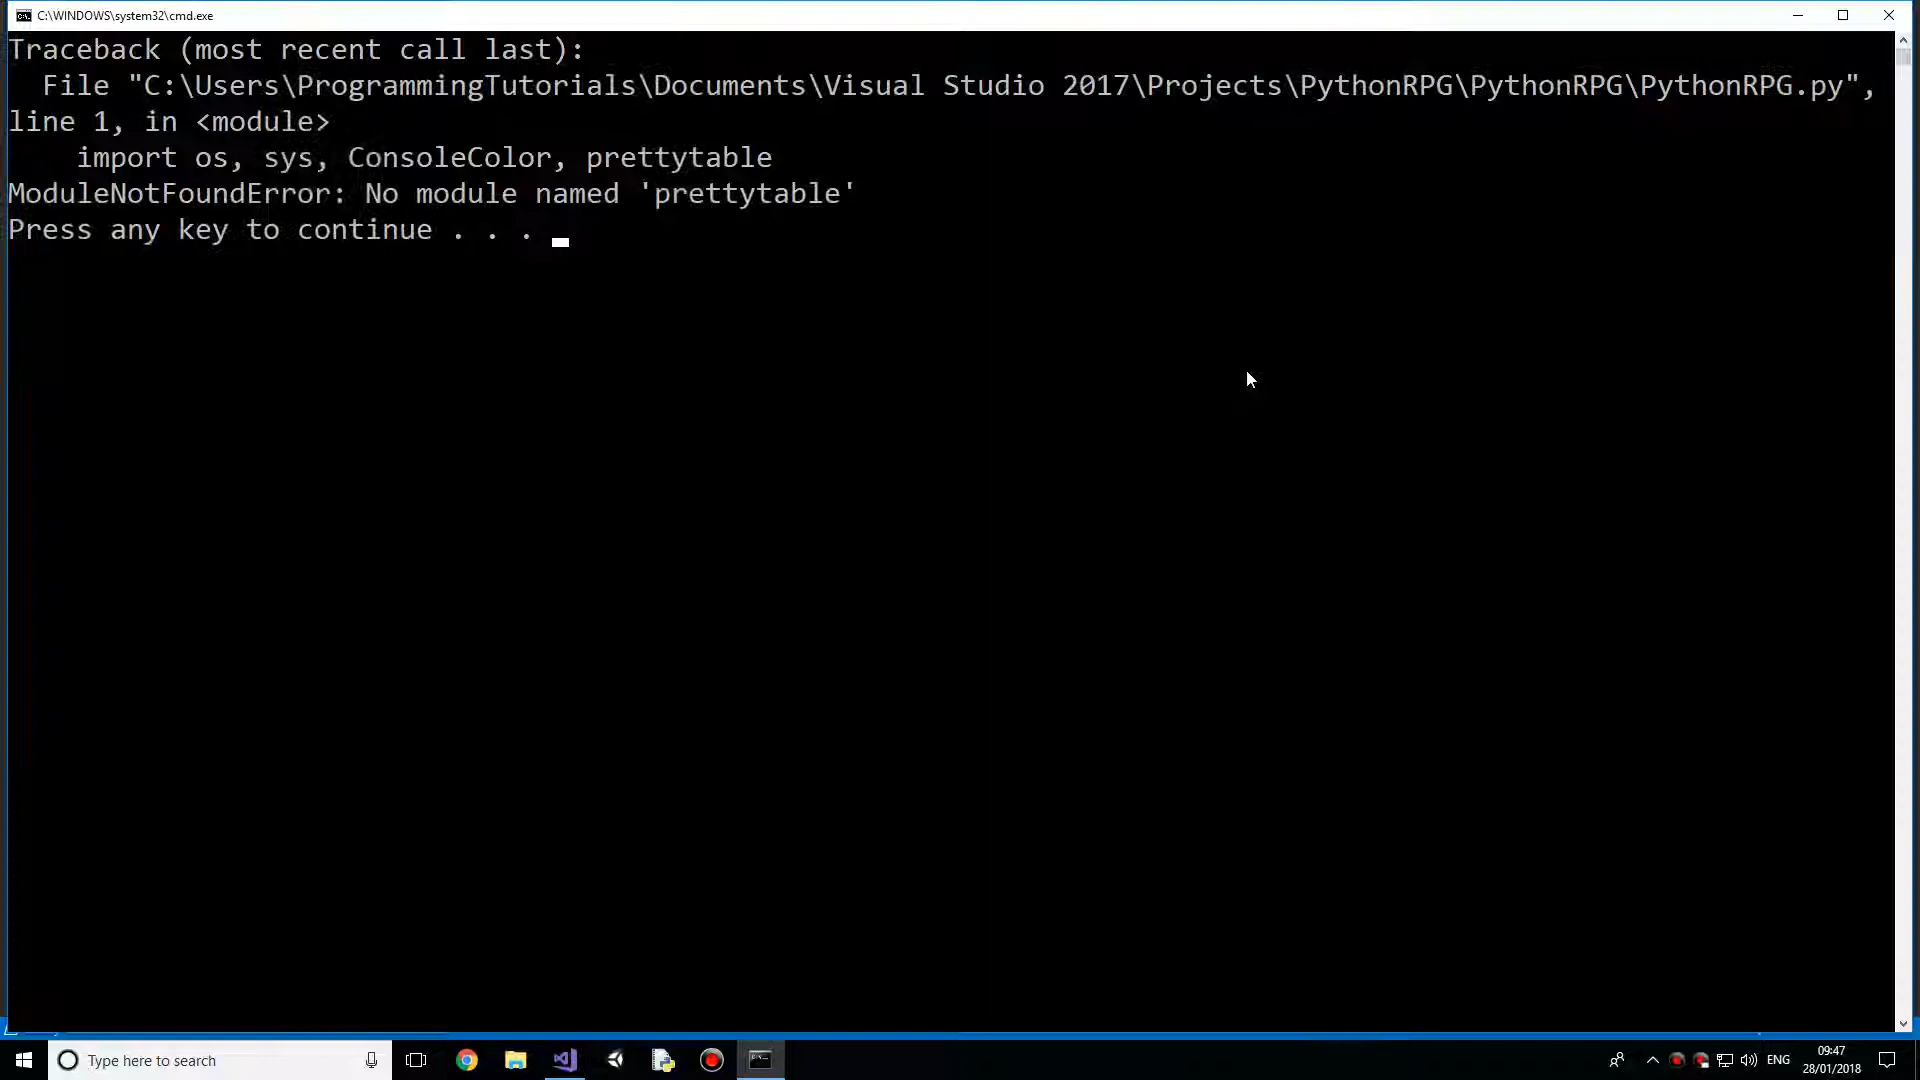 C:\WINDOWS\system32\cmd.exe
Traceback (most recent call last):
  File "C:\Users\ProgrammingTutorials\Documents\Visual Studio 2017\Projects\PythonRPG\PythonRPG\PythonRPG.py",
line 1, in <module>
    import os, sys, ConsoleColor, prettytable
ModuleNotFoundError: No module named 'prettytable'
Press any key to continue . . .
Type here to search
ENG
09:47
28/01/2018